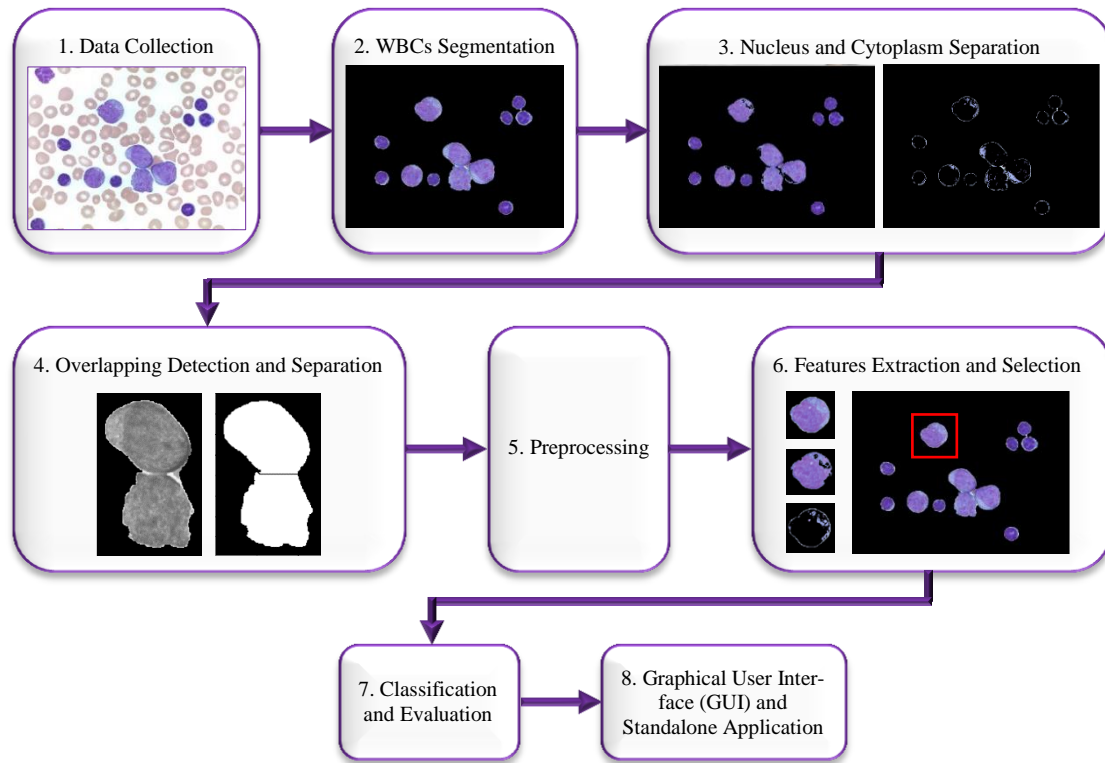 1. Data Collection
2. WBCs Segmentation
3. Nucleus and Cytoplasm Separation
4. Overlapping Detection and Separation
5. Preprocessing
6. Features Extraction and Selection
7. Classification
and Evaluation
8. Graphical User Inter-
face (GUI) and
Standalone Application